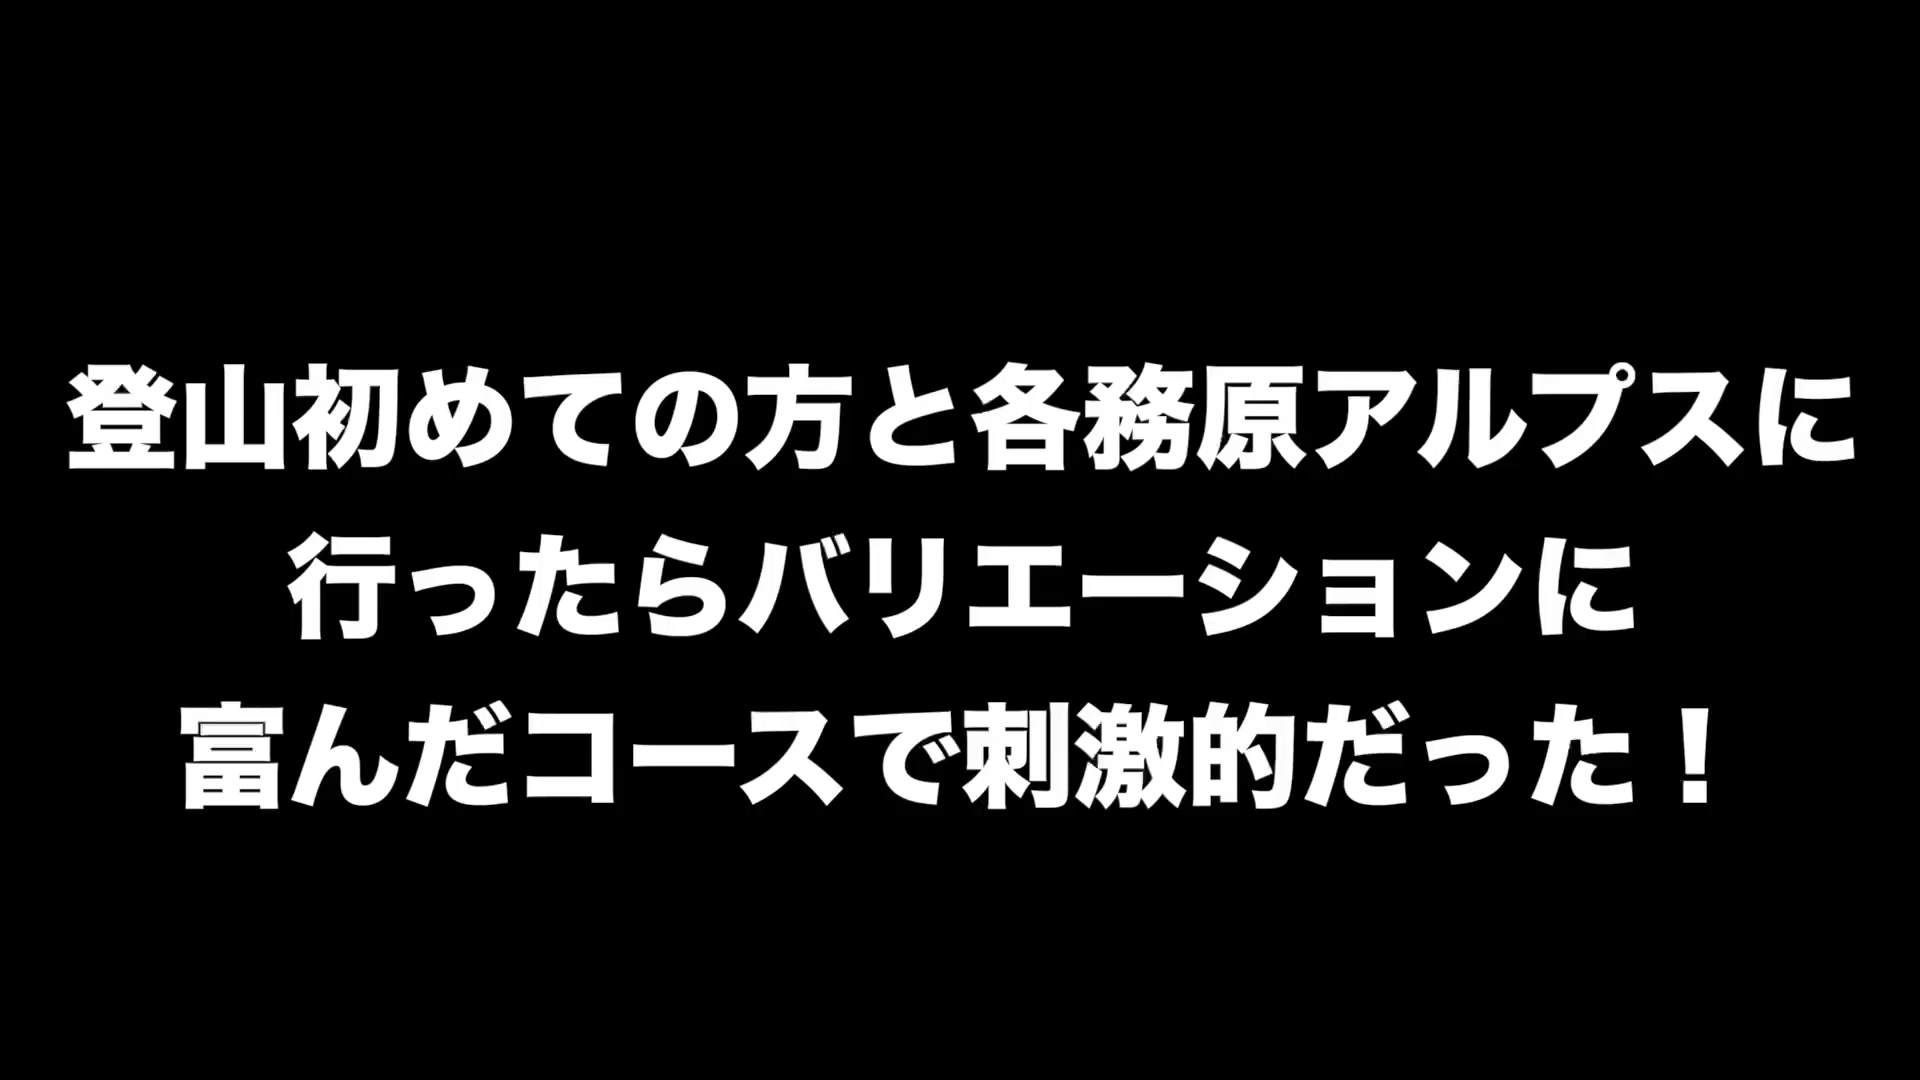 登山初めての方と各務原アルプスに
行ったらバリエーションに
富んだコースで刺激的だった！